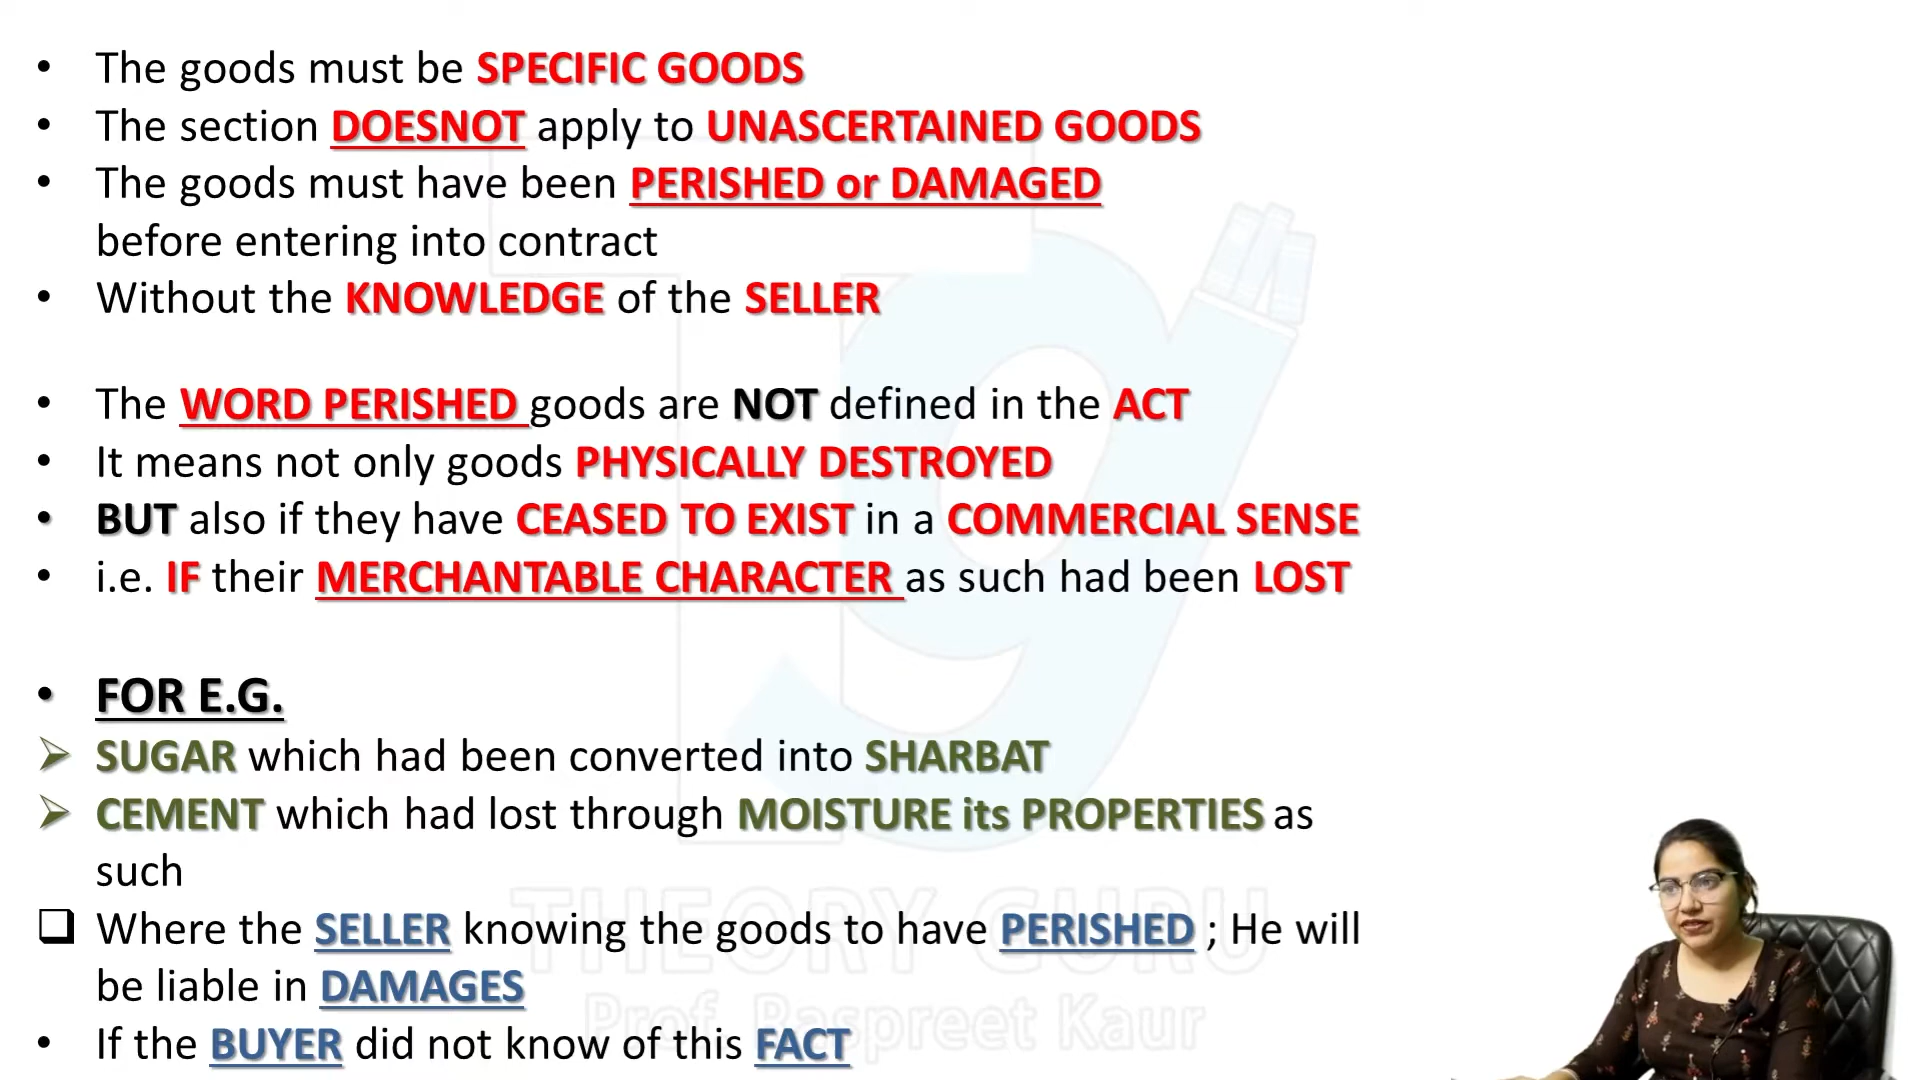 • The goods must be SPECIFIC GOODS
• The section DOESNOT apply to UNASCERTAINED GOODS
• The goods must have been PERISHED or DAMAGED
before entering into contract
• Without the KNOWLEDGE of the SELLER
• The WORD PERISHED goods are NOT defined in the ACT
• It means not only goods PHYSICALLY DESTROYED
• BUT also if they have CEASED TO EXIST in a COMMERCIAL SENSE
• i.e. IF their MERCHANTABLE CHARACTER as such had been LOST
• FOR E.G.
➢ SUGAR which had been converted into SHARBAT
➢ CEMENT which had lost through MOISTURE its PROPERTIES as
such
❑ Where the SELLER knowing the goods to have PERISHED ; He will
be liable in DAMAGES
• If the BUYER did not know of this FACT
Tg
THEORY GURU
Prof. Raspreet Kaur